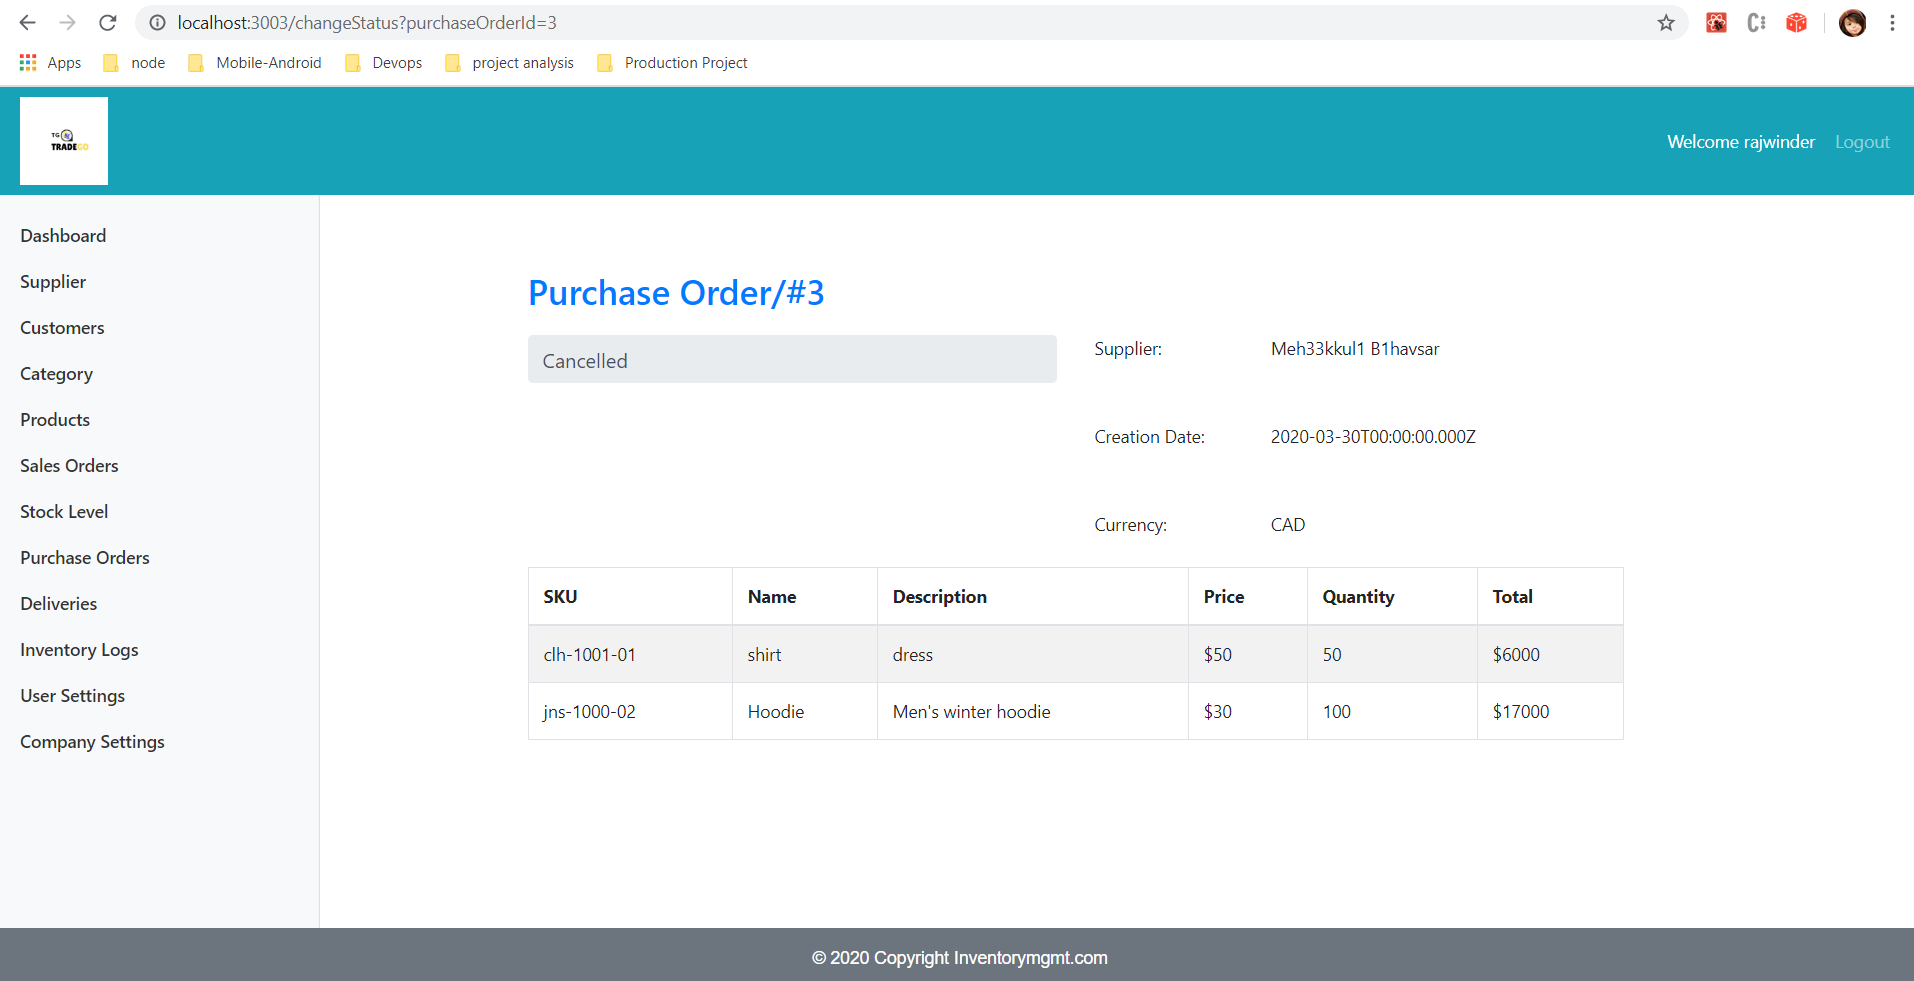 localhost:3003/changeStatus?purchaseOrderId=3
Apps node Mobile-Android Devops project analysis Production Project
TG
TRADEGO
Welcome rajwinder Logout
Dashboard
Supplier
Customers
Category
Products
Sales Orders
Stock Level
Purchase Orders
Deliveries
Inventory Logs
User Settings
Company Settings
Purchase Order/#3
Cancelled
Supplier: Meh33kkul1 B1havsar
Creation Date: 2020-03-30T00:00:00.000Z
Currency: CAD
SKU Name Description Price Quantity Total
clh-1001-01 shirt dress $50 50 $6000
jns-1000-02 Hoodie Men's winter hoodie $30 100 $17000
© 2020 Copyright Inventorymgmt.com